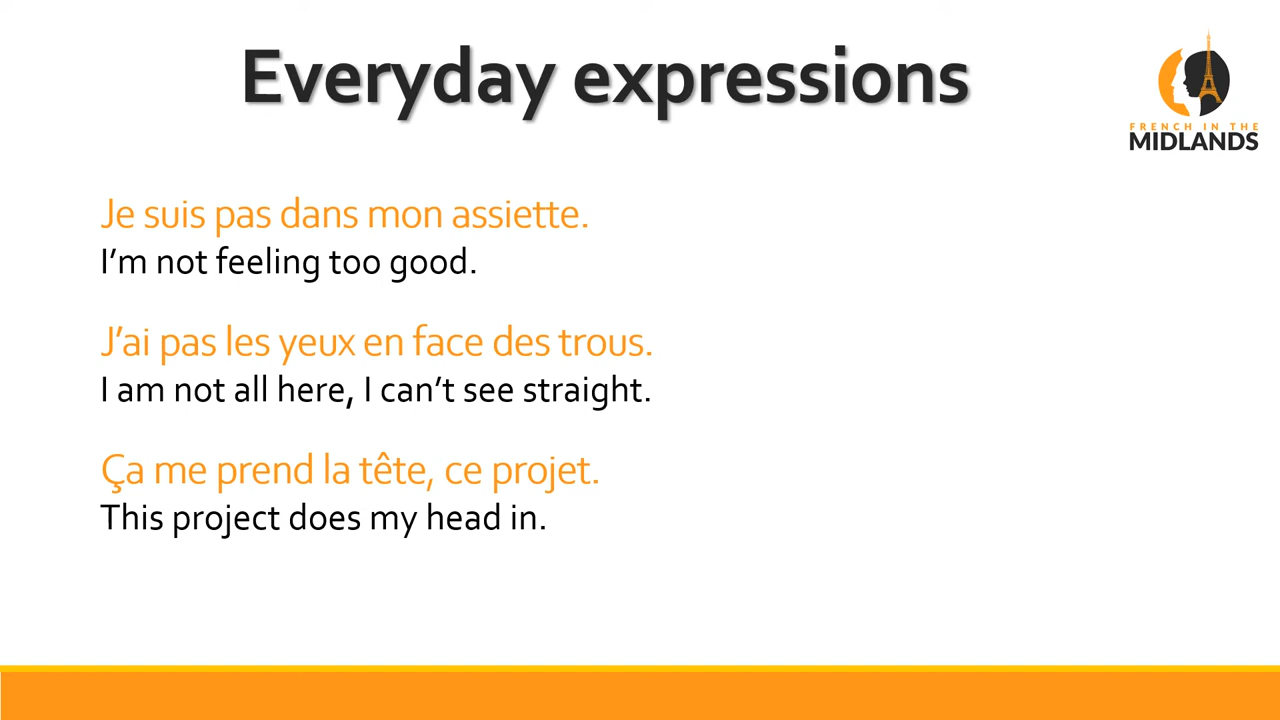 Everyday expressions
FRENCH IN THE
MIDLANDS
Je suis pas dans mon assiette.
I’m not feeling too good.
J’ai pas les yeux en face des trous.
I am not all here, I can’t see straight.
Ça me prend la tête, ce projet.
This project does my head in.